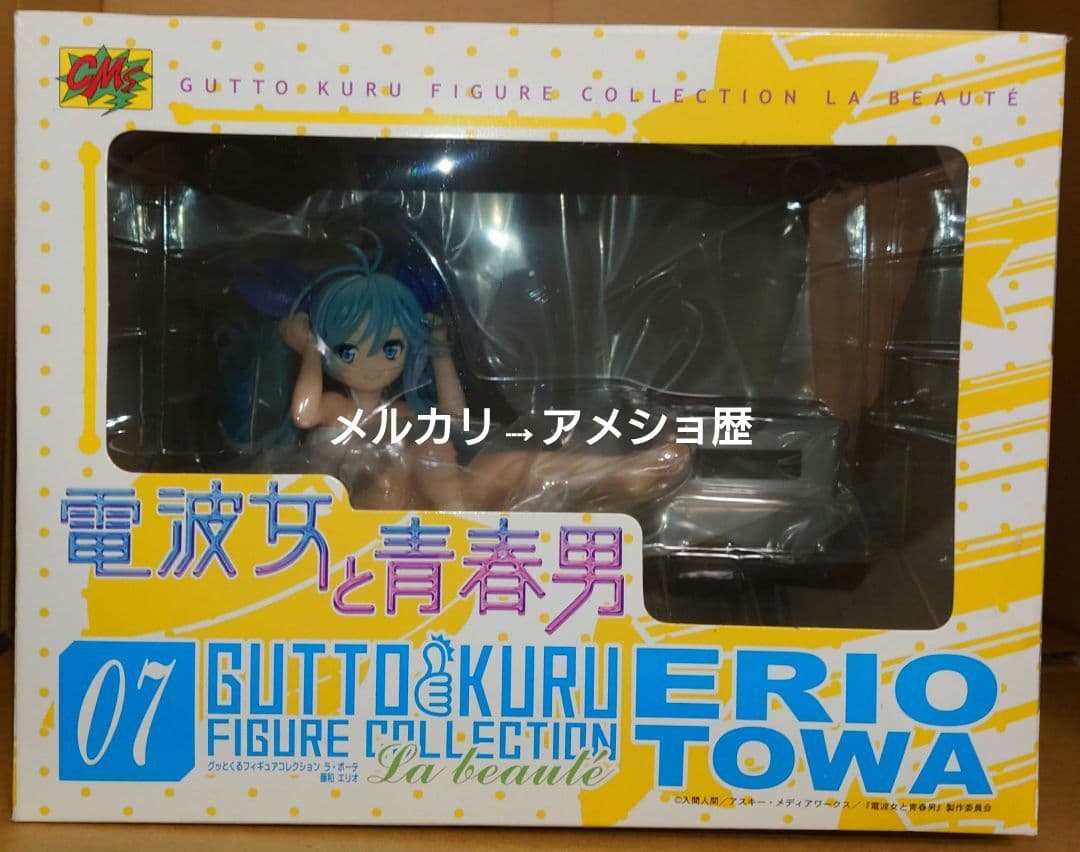 CMs
GUTTO KURU FIGURE COLLECTION LA BEAUTÉ
メルカリ→アメショ歴
電波女と青春男
07
GUTTO KURU
FIGURE COLLECTION
La beauté
グッとくるフィギュアコレクション ラ・ボーテ
藤和 エリオ
ERIO
TOWA
©入間人間/アスキー・メディアワークス/『電波女と青春男』製作委員会